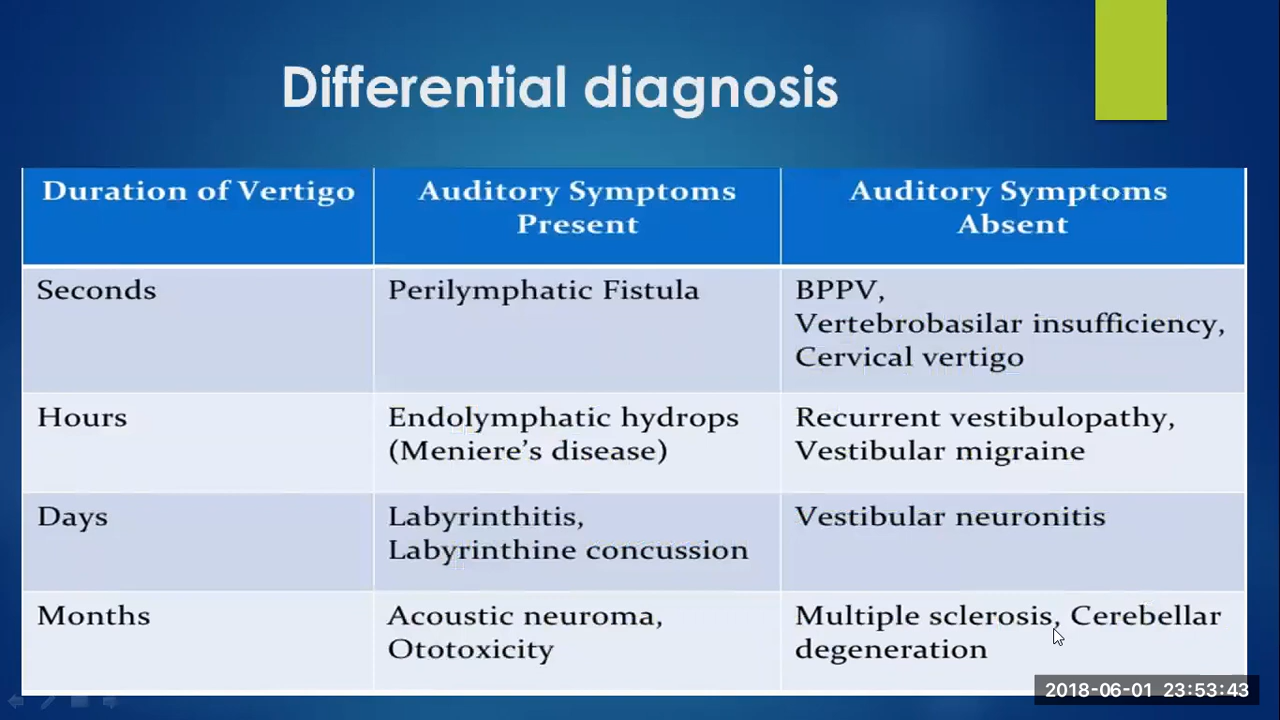 Differential diagnosis
Duration of Vertigo
Auditory Symptoms
Present
Auditory Symptoms
Absent
Seconds
Perilymphatic Fistula
BPPV,
Vertebrobasilar insufficiency,
Cervical vertigo
Hours
Endolymphatic hydrops
(Meniere’s disease)
Recurrent vestibulopathy,
Vestibular migraine
Days
Labyrinthitis,
Labyrinthine concussion
Vestibular neuronitis
Months
Acoustic neuroma,
Ototoxicity
Multiple sclerosis, Cerebellar
degeneration
2018-06-01 23:53:43